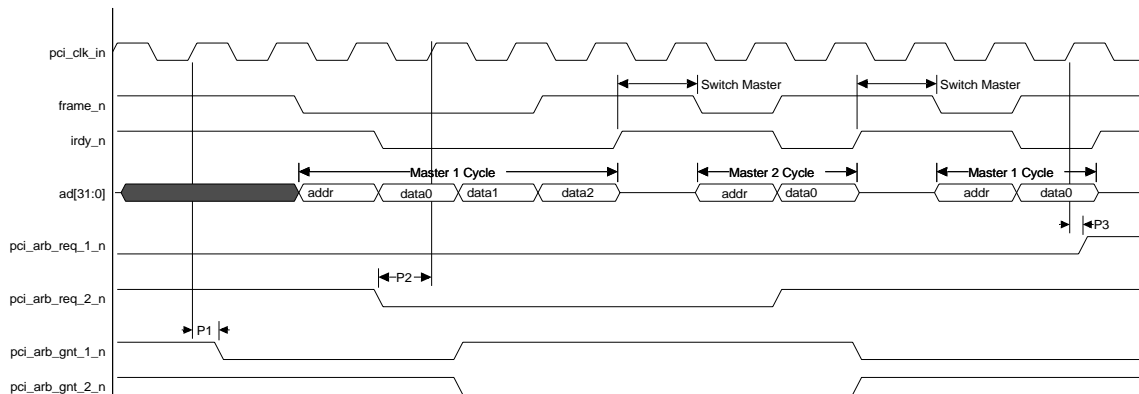 pci_clk_in
Switch Master Switch Master
frame_n
irdy_n
Master 1 Cycle Master 2 Cycle Master 1 Cycle
ad[31:0] addr data0 data1 data2 addr data0 addr data0
P3
pci_arb_req_1_n
P2
pci_arb_req_2_n
P1
pci_arb_gnt_1_n
pci_arb_gnt_2_n